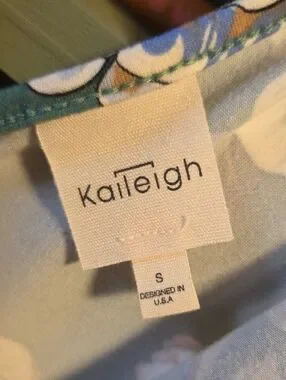 Kaileigh
S
DESIGNED IN
U.S.A